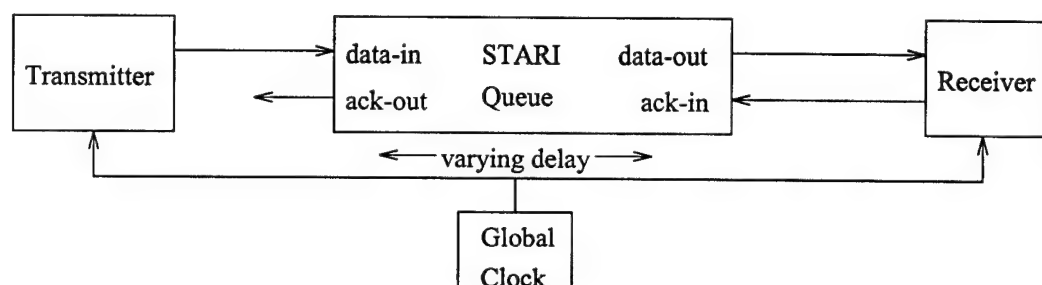 Transmitter
data-in STARI data-out
ack-out Queue ack-in
Receiver
varying delay
Global
Clock